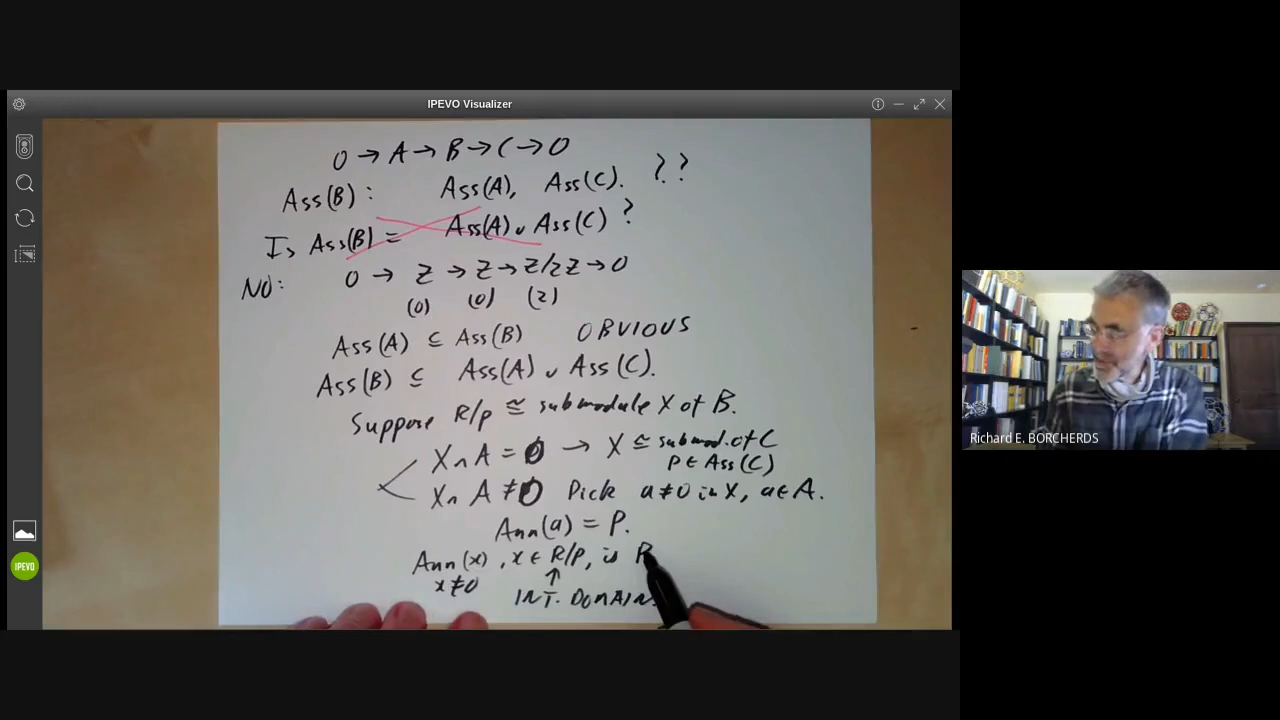 IPEVO Visualizer
0 → A → B → C → 0
Ass(B) : Ass(A), Ass(C). ??
Is Ass(B) = Ass(A) ∪ Ass(C) ?
NO: 0 → Z → Z → Z/2Z → 0
(0) (0) (2)
Ass(A) ⊆ Ass(B) OBVIOUS
Ass(B) ⊆ Ass(A) ∪ Ass(C).
Suppose R/p ≅ submodule X of B.
X ∩ A = 0 → X ≅ submod. of C
p ∈ Ass(C)
X ∩ A ≠ 0 Pick a ≠ 0 in X, a ∈ A.
Ann(a) = P.
Ann(x), x ∈ R/p, is P
x ≠ 0 ↑
INT. DOMAIN.
Richard E. BORCHERDS
IPEVO